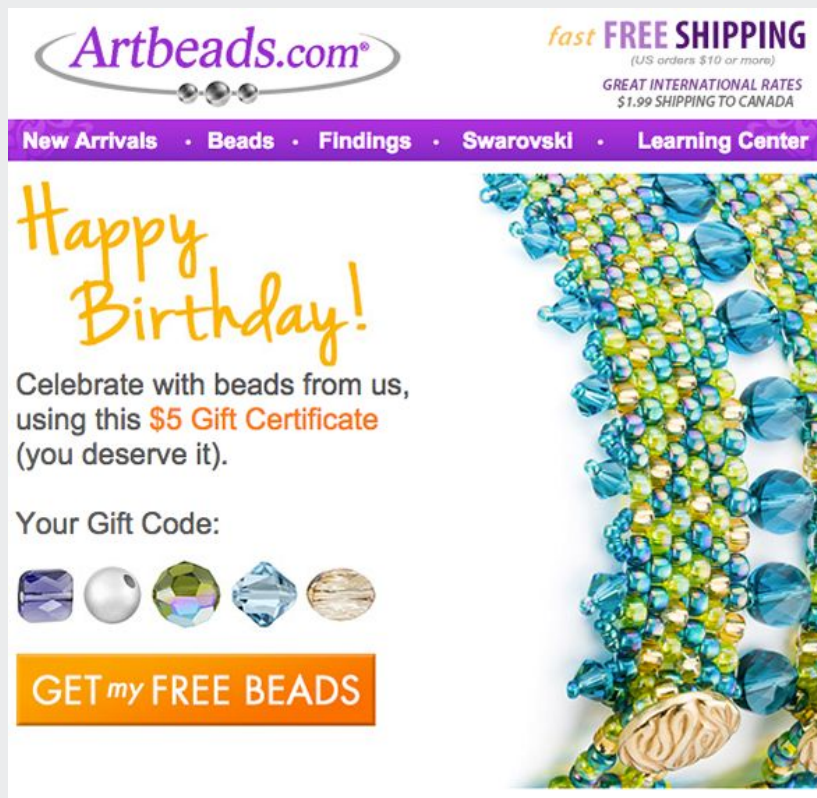 Artbeads.com®
fast FREE SHIPPING
(US orders $10 or more)
GREAT INTERNATIONAL RATES
$1.99 SHIPPING TO CANADA
New Arrivals • Beads • Findings • Swarovski • Learning Center
Happy
Birthday!
Celebrate with beads from us,
using this $5 Gift Certificate
(you deserve it).
Your Gift Code:
GET my FREE BEADS